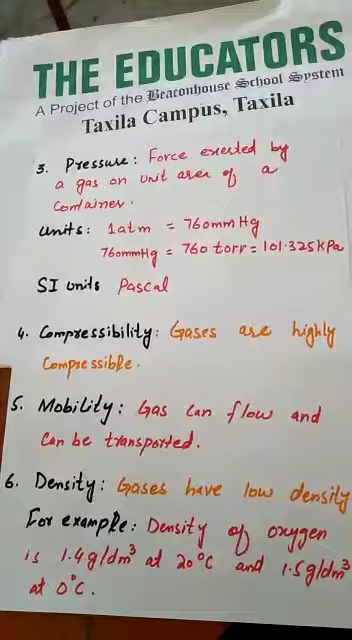 THE EDUCATORS
A Project of the Beaconhouse School System
Taxila Campus, Taxila
3. Pressure: Force exerted by
a gas on unit area of a
container.
units: 1atm = 760mmHg
760mmHg = 760 torr = 101.325kPa
SI units Pascal
4. Compressibility: Gases are highly
Compressible.
5. Mobility: Gas can flow and
can be transported.
6. Density: Gases have low density
For example: Density of oxygen
is 1.4g/dm³ at 20°C and 1.5g/dm³
at 0°C.